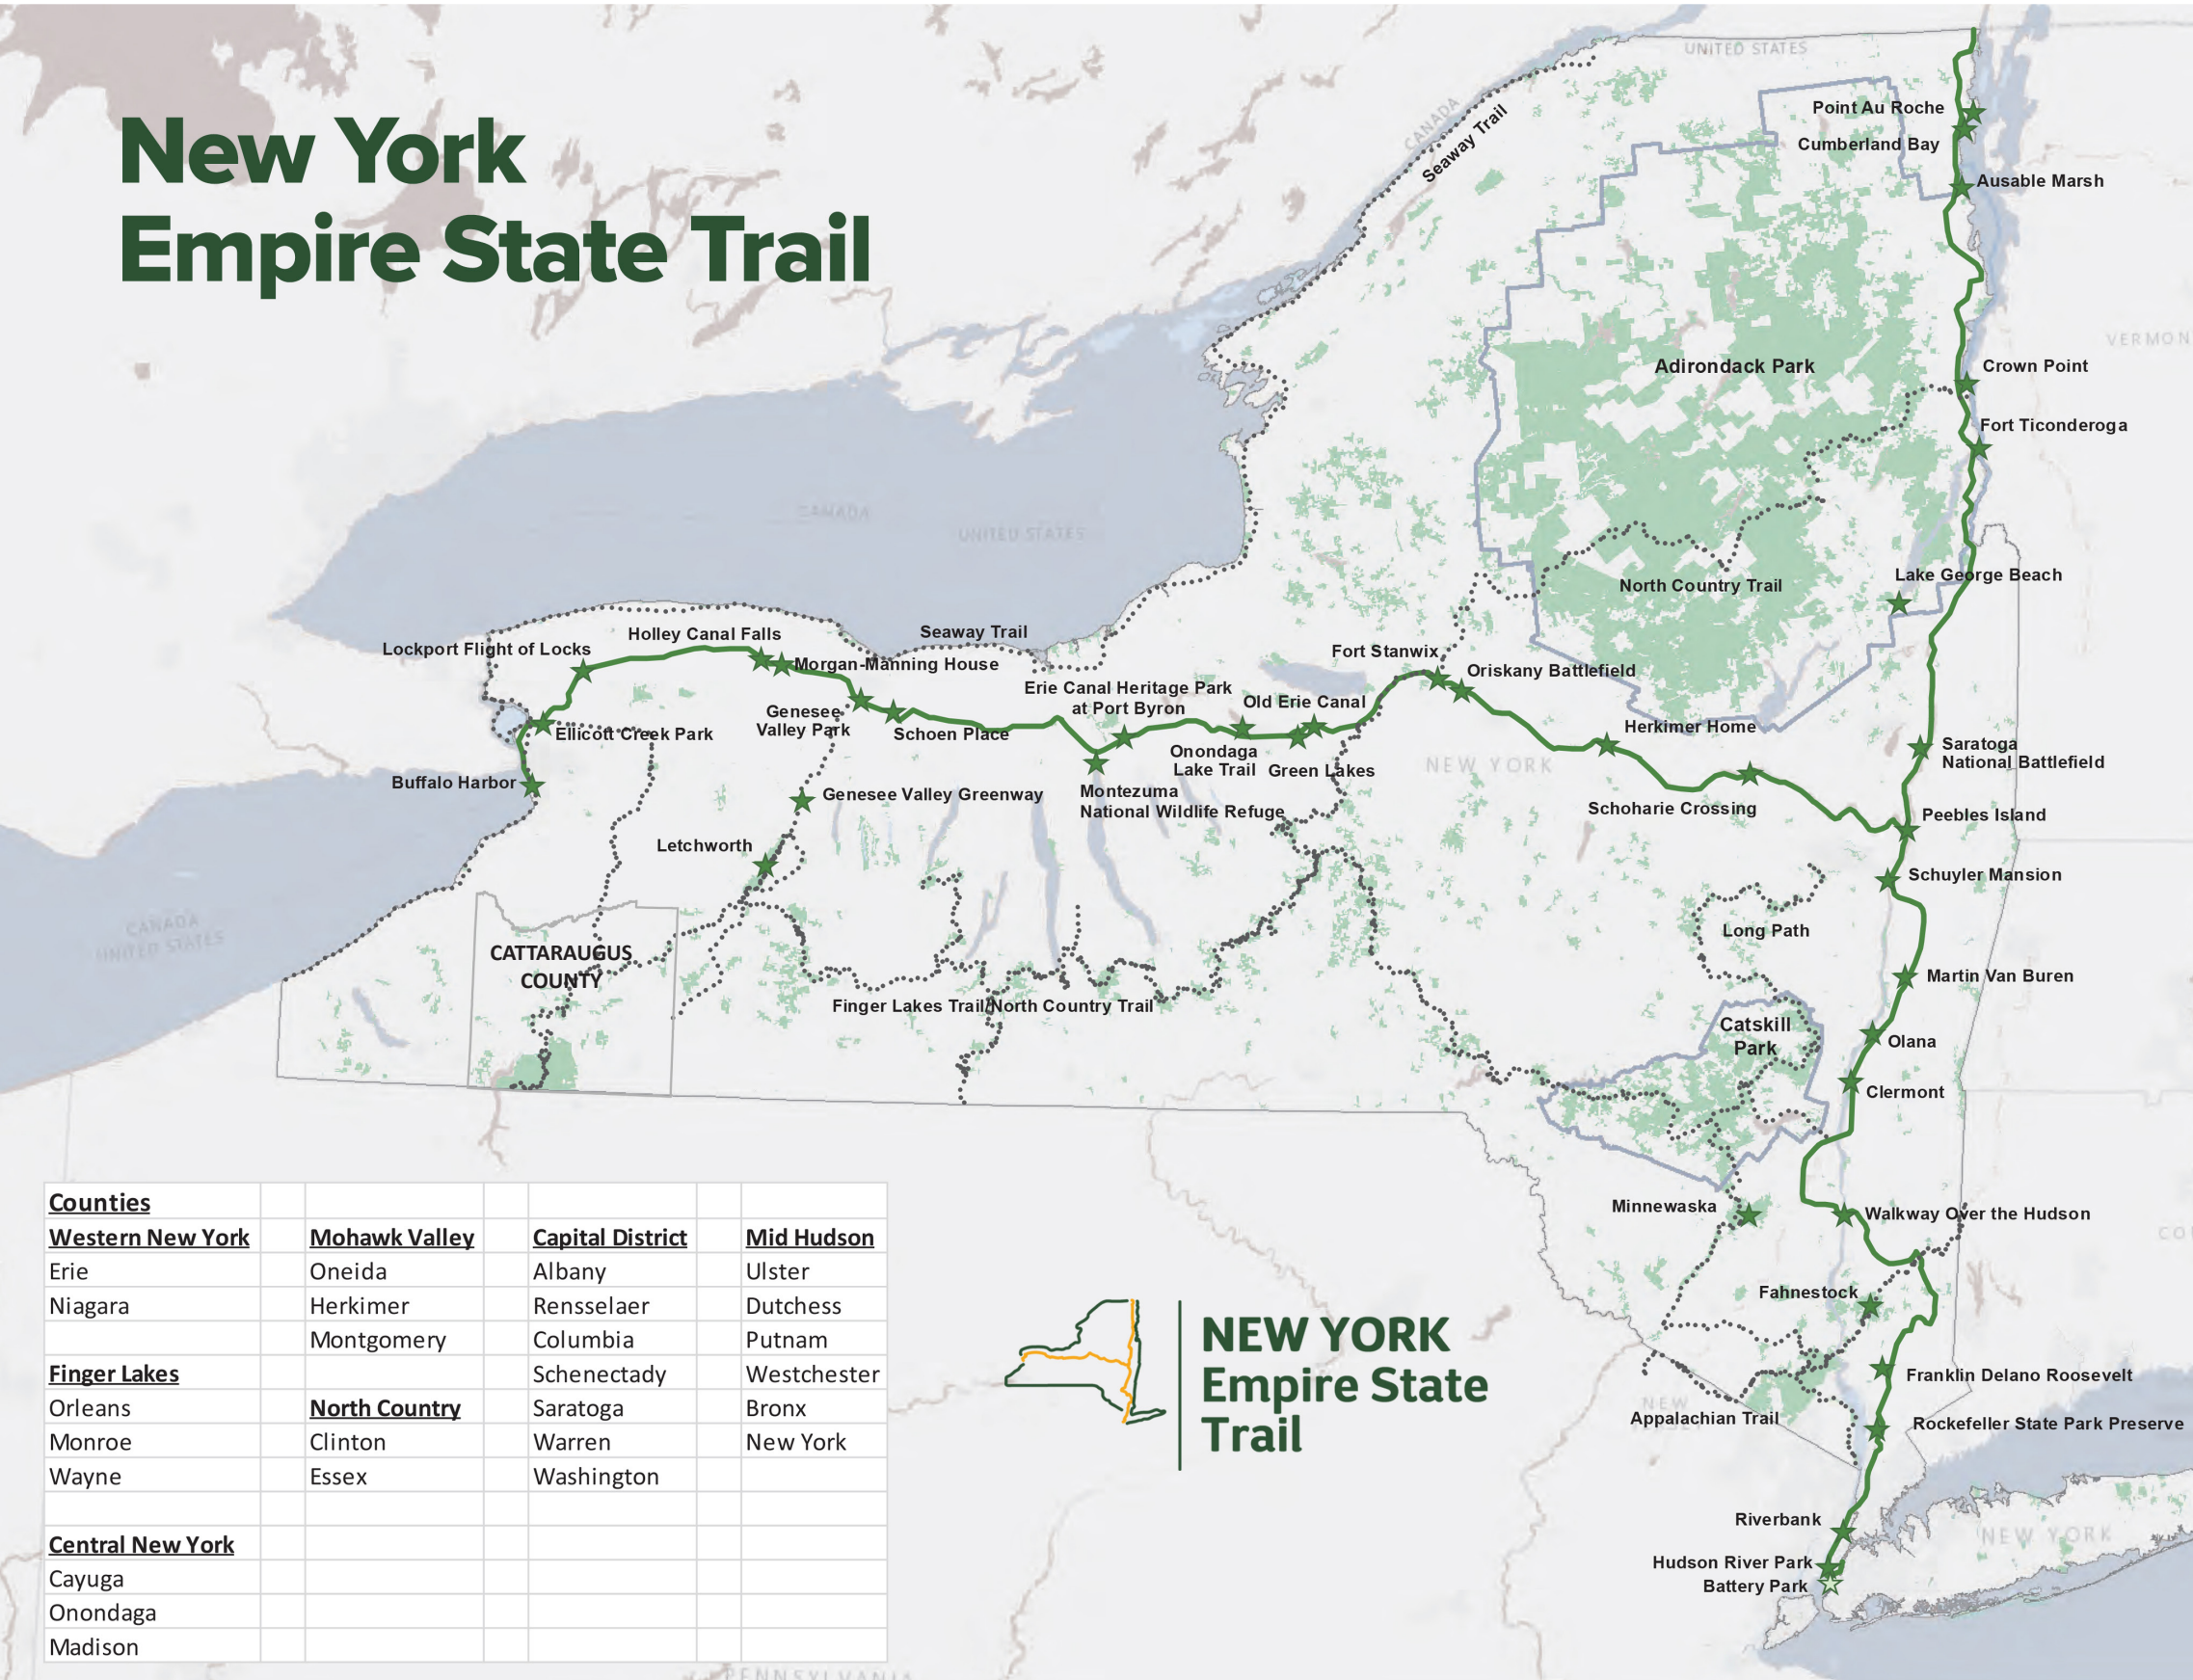 New York
Empire State Trail
UNITED STATES
CANADA
Seaway Trail
Point Au Roche
Cumberland Bay
Ausable Marsh
VERMON
Adirondack Park
Crown Point
Fort Ticonderoga
CANADA
UNITED STATES
North Country Trail
Lake George Beach
Lockport Flight of Locks
Holley Canal Falls
Seaway Trail
Morgan-Manning House
Fort Stanwix
Oriskany Battlefield
Erie Canal Heritage Park
at Port Byron
Old Erie Canal
Genesee
Valley Park
Schoen Place
Ellicott Creek Park
Herkimer Home
Onondaga
Lake Trail
Green Lakes
NEW YORK
Saratoga
National Battlefield
Buffalo Harbor
Genesee Valley Greenway
Montezuma
National Wildlife Refuge
Schoharie Crossing
Peebles Island
Letchworth
Schuyler Mansion
CANADA
UNITED STATES
CATTARAUGUS
COUNTY
Long Path
Martin Van Buren
Finger Lakes Trail/North Country Trail
Catskill
Park
Olana
Clermont
Minnewaska
Walkway Over the Hudson
CO
Fahnestock
Franklin Delano Roosevelt
NEW
Appalachian Trail
Rockefeller State Park Preserve
Riverbank
NEW YORK
Hudson River Park
Battery Park
Counties
Western New York Mohawk Valley Capital District Mid Hudson
Erie Oneida Albany Ulster
Niagara Herkimer Rensselaer Dutchess
Montgomery Columbia Putnam
Finger Lakes Schenectady Westchester
Orleans North Country Saratoga Bronx
Monroe Clinton Warren New York
Wayne Essex Washington
Central New York
Cayuga
Onondaga
Madison
NEW YORK
Empire State
Trail
PENNSYLVANIA